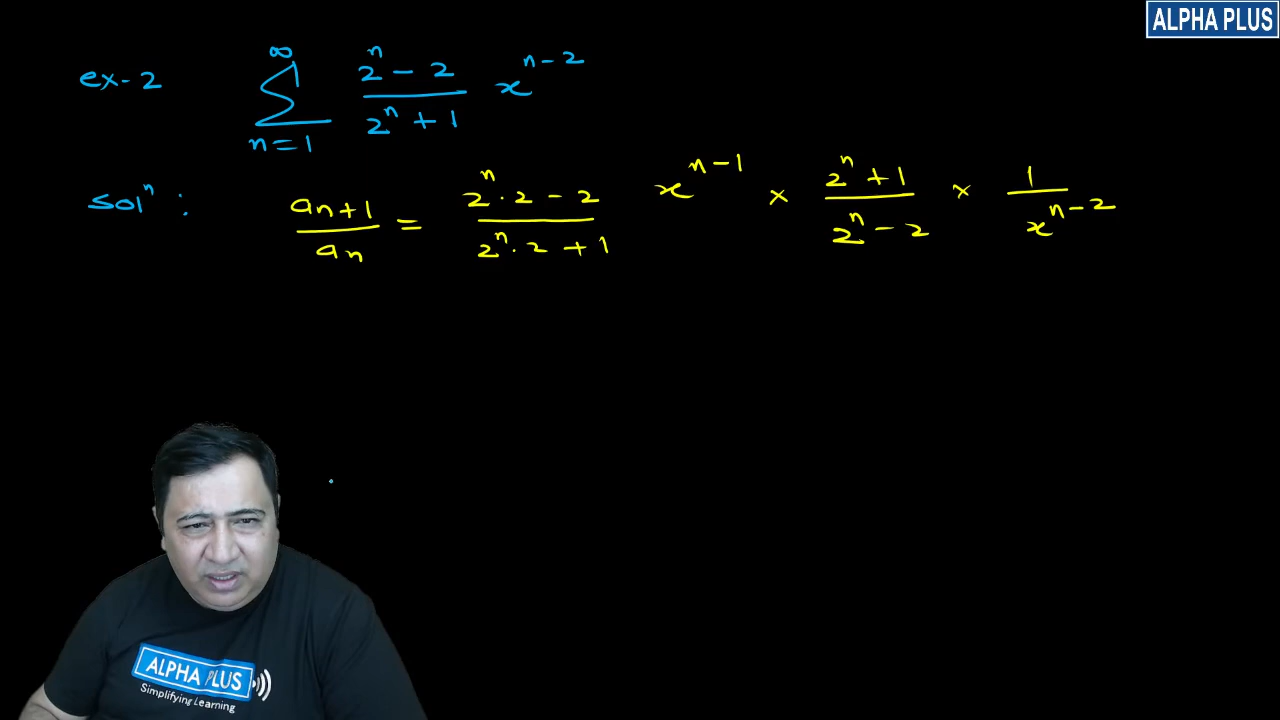 ALPHA PLUS
ex-2 ∞ Σ n=1 (2^n - 2)/(2^n + 1) x^(n-2)
sol^n : a_n+1/a_n = (2^n · 2 - 2)/(2^n · 2 + 1) x^(n-1) × (2^n + 1)/(2^n - 2) × 1/x^(n-2)
ALPHA PLUS
Simplifying Learning